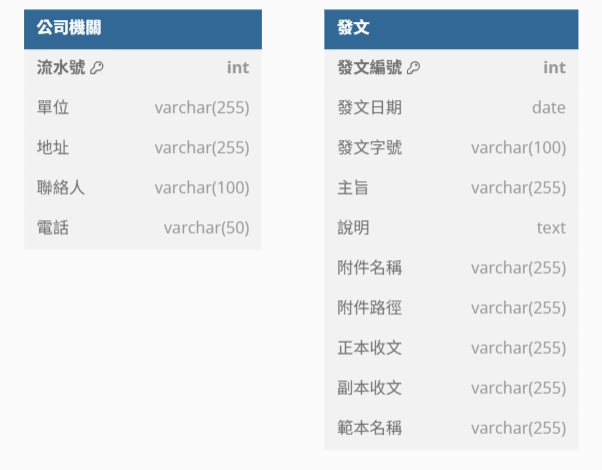 公司機關
流水號 int
單位 varchar(255)
地址 varchar(255)
聯絡人 varchar(100)
電話 varchar(50)
發文
發文編號 int
發文日期 date
發文字號 varchar(100)
主旨 varchar(255)
說明 text
附件名稱 varchar(255)
附件路徑 varchar(255)
正本收文 varchar(255)
副本收文 varchar(255)
範本名稱 varchar(255)